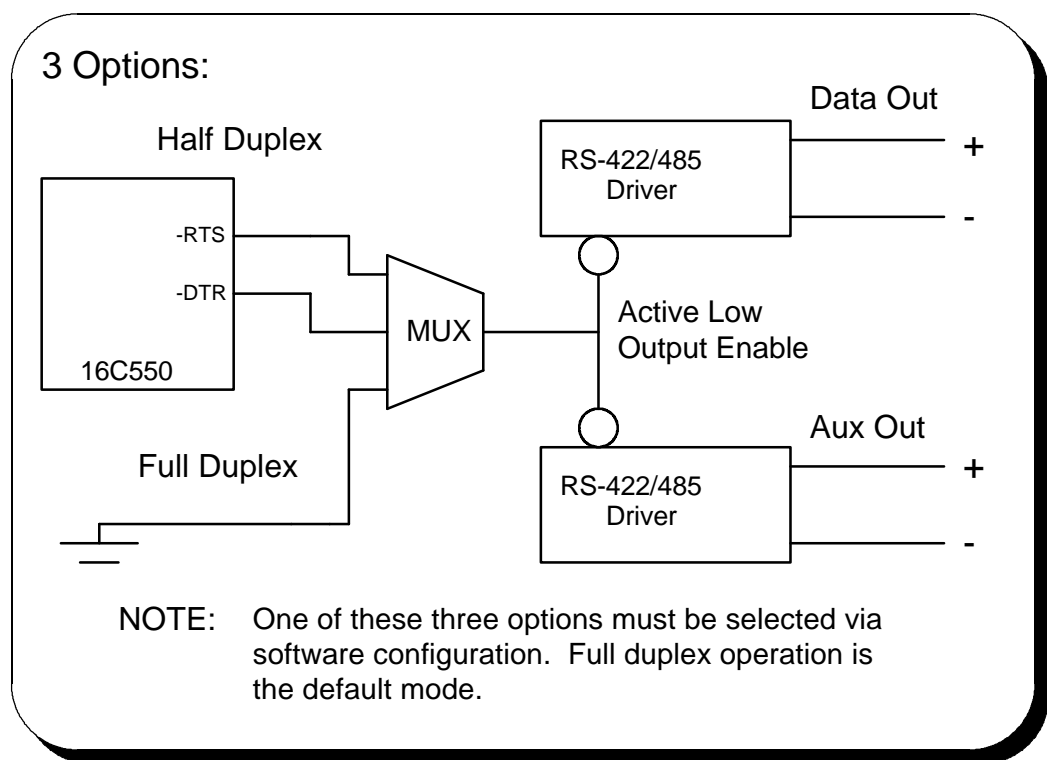 3 Options:
Half Duplex
-RTS
-DTR
16C550
MUX
Full Duplex
RS-422/485
Driver
Data Out
+
-
Active Low
Output Enable
RS-422/485
Driver
Aux Out
+
-
NOTE: One of these three options must be selected via
software configuration. Full duplex operation is
the default mode.